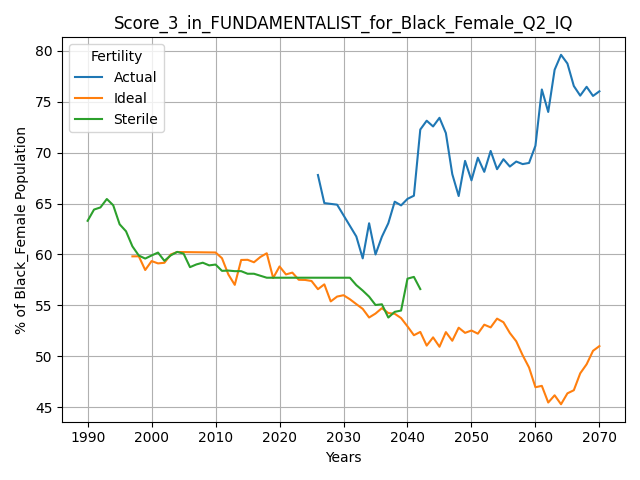 Score_3_in_FUNDAMENTALIST_for_Black_Female_Q2_IQ
Fertility
Actual
Ideal
Sterile
% of Black_Female Population
80
75
70
65
60
55
50
45
1990 2000 2010 2020 2030 2040 2050 2060 2070
Years